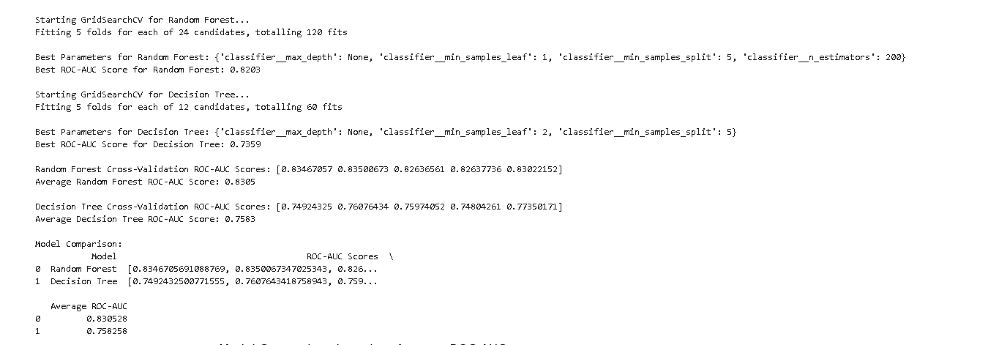 Starting GridSearchCV for Random Forest...
Fitting 5 folds for each of 24 candidates, totalling 120 fits
Best Parameters for Random Forest: {'classifier__max_depth': None, 'classifier__min_samples_leaf': 1, 'classifier__min_samples_split': 5, 'classifier__n_estimators': 200}
Best ROC-AUC Score for Random Forest: 0.8203
Starting GridSearchCV for Decision Tree...
Fitting 5 folds for each of 12 candidates, totalling 60 fits
Best Parameters for Decision Tree: {'classifier__max_depth': None, 'classifier__min_samples_leaf': 2, 'classifier__min_samples_split': 5}
Best ROC-AUC Score for Decision Tree: 0.7359
Random Forest Cross-Validation ROC-AUC Scores: [0.83467057 0.83500673 0.82636561 0.82637736 0.83022152]
Average Random Forest ROC-AUC Score: 0.8305
Decision Tree Cross-Validation ROC-AUC Scores: [0.74924325 0.76076434 0.75974052 0.74804261 0.77350171]
Average Decision Tree ROC-AUC Score: 0.7583
Model Comparison:
Model ROC-AUC Scores \
0 Random Forest [0.8346705691088769, 0.8350067347025343, 0.826...
1 Decision Tree [0.7492432500771555, 0.7607643418758943, 0.759...
Average ROC-AUC
0 0.830528
1 0.758258